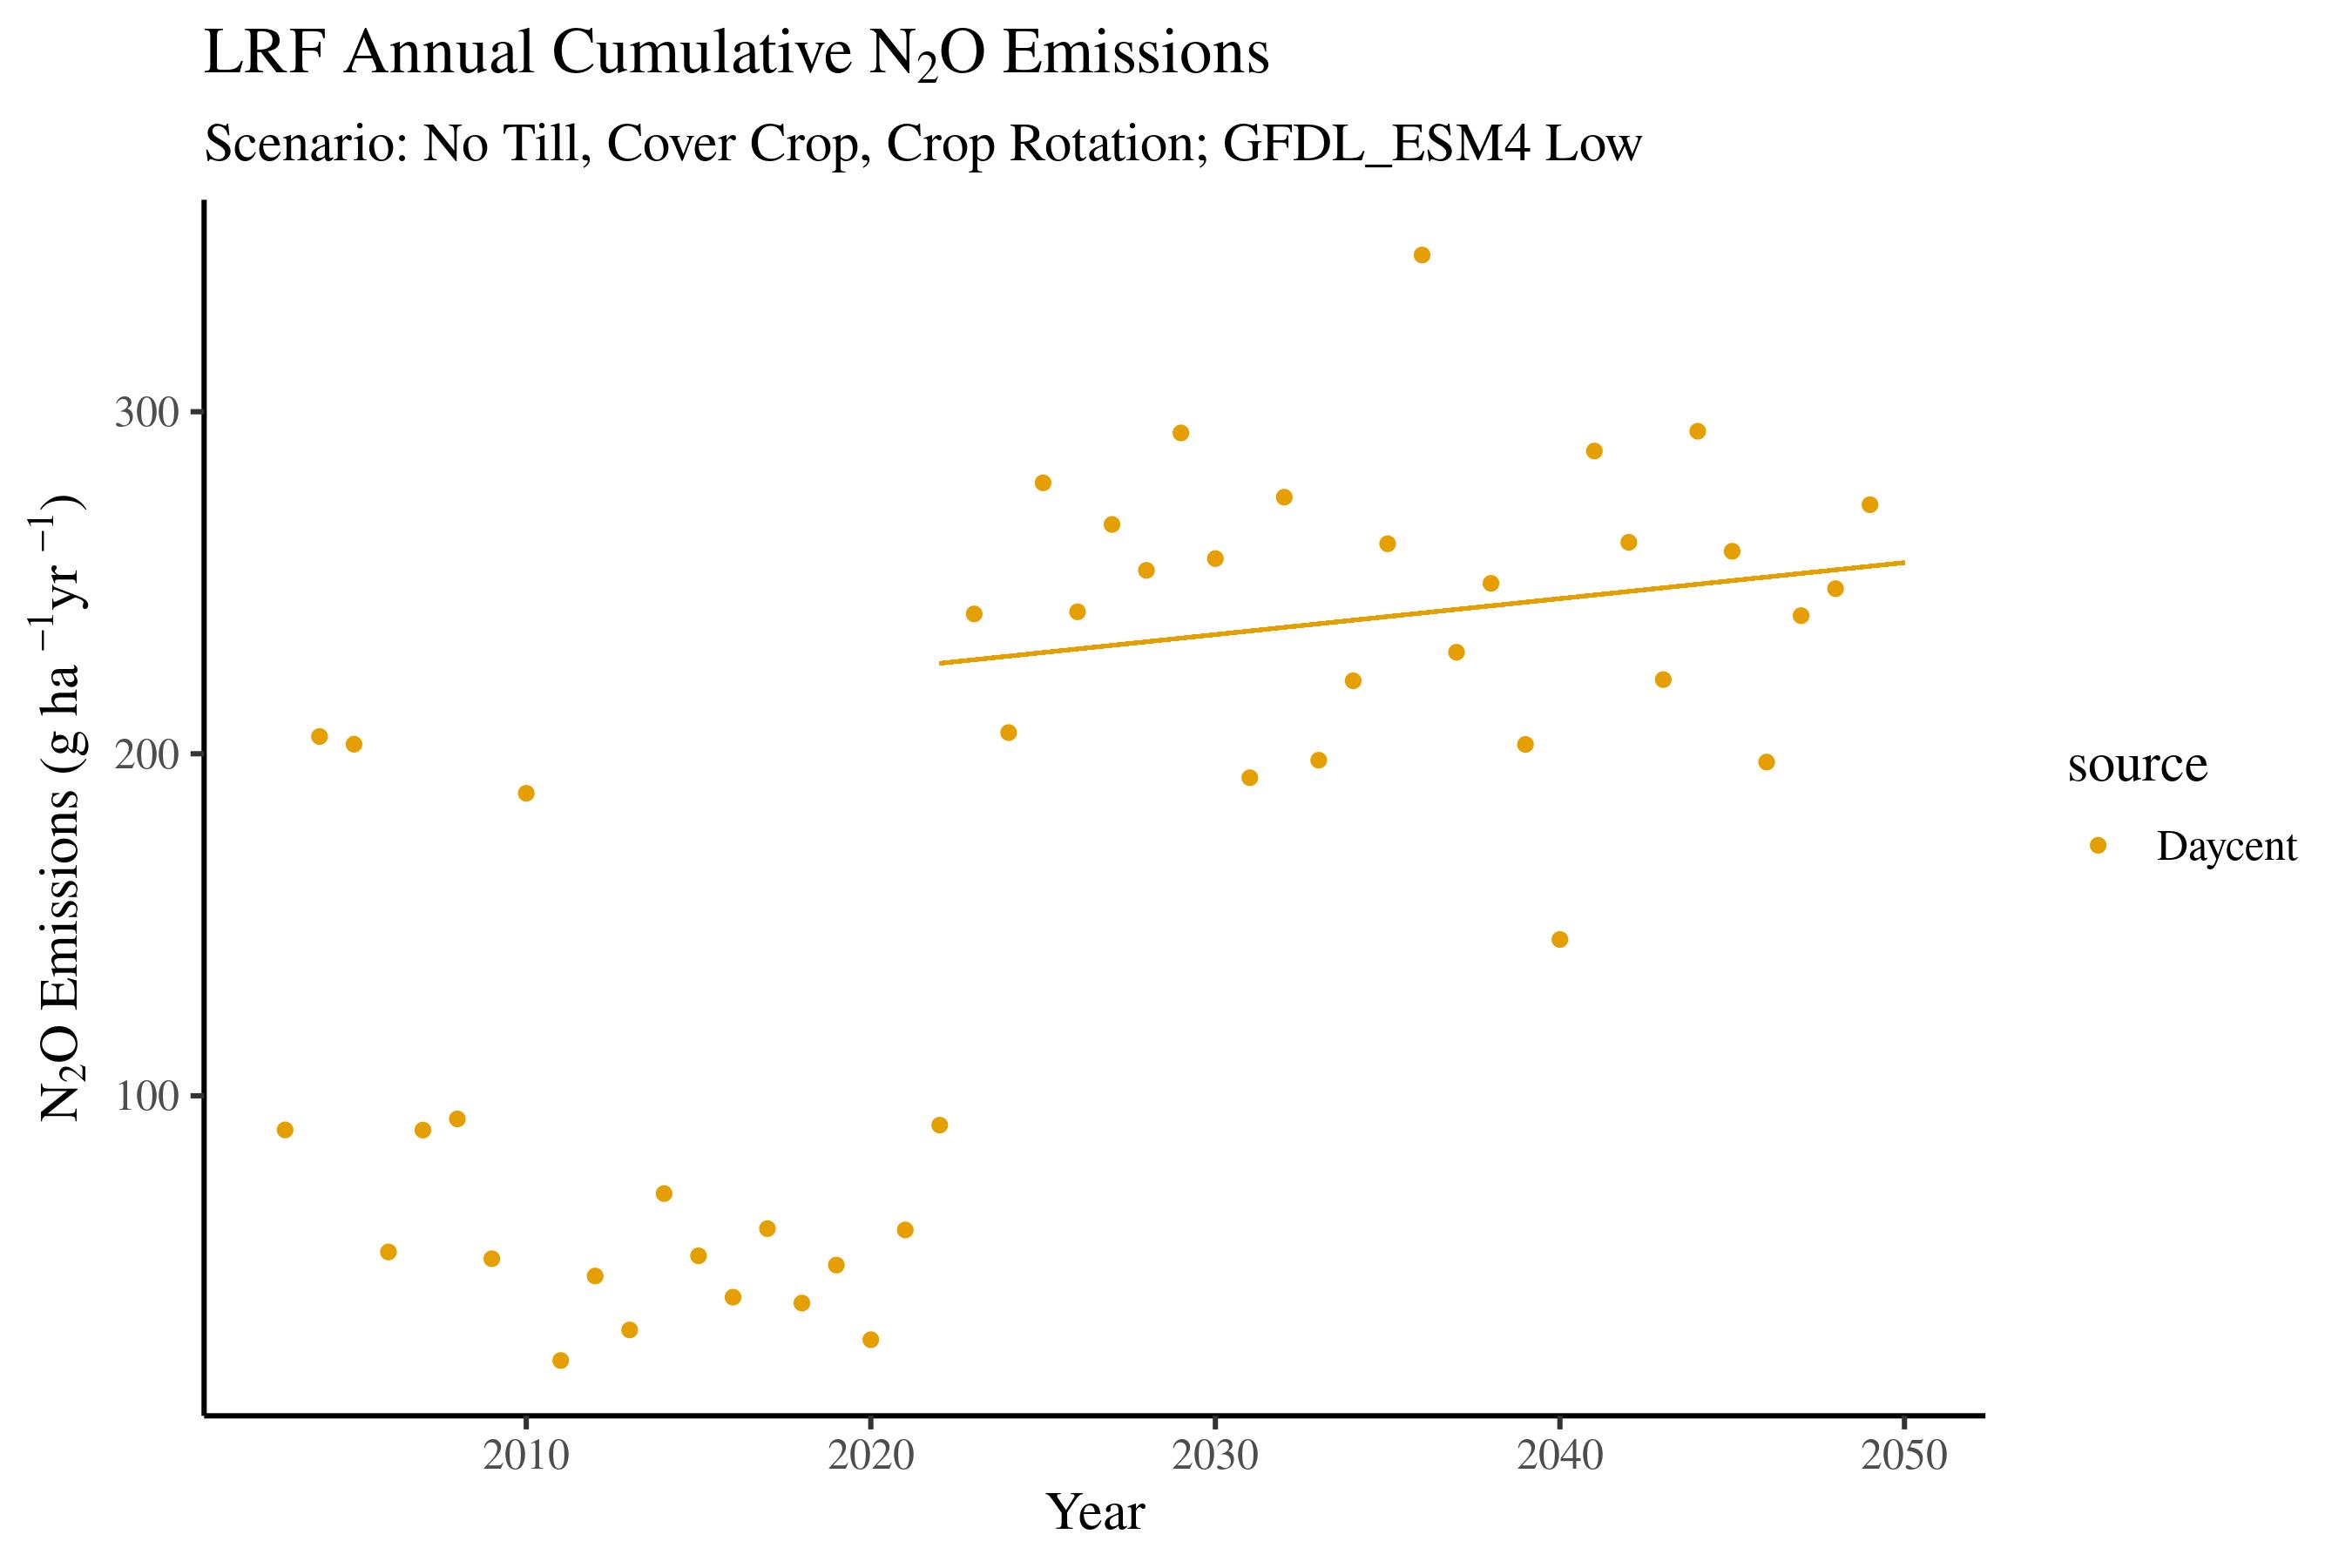 LRF Annual Cumulative N₂O Emissions
Scenario: No Till, Cover Crop, Crop Rotation; GFDL_ESM4 Low
N₂O Emissions (g ha ⁻¹yr ⁻¹)
300
200
100
2010
2020
2030
2040
2050
Year
source
Daycent